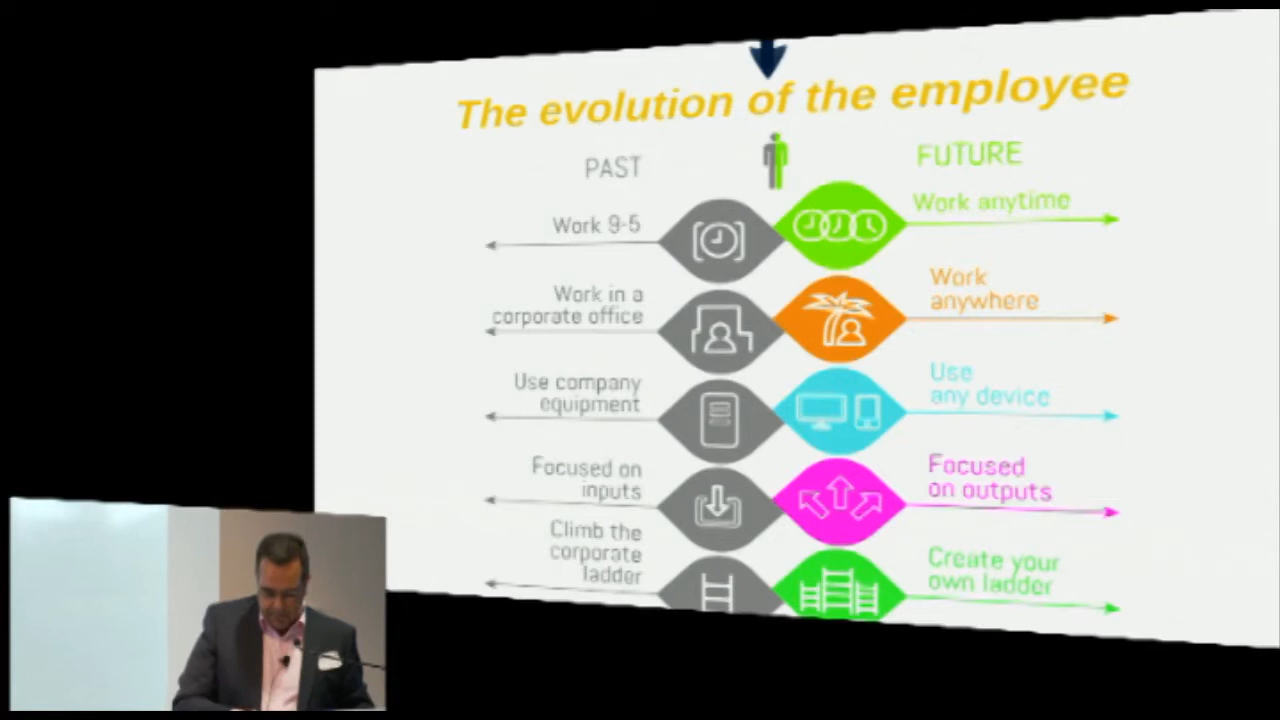 The evolution of the employee
PAST
FUTURE
Work 9-5
Work anytime
Work in a
corporate office
Work
anywhere
Use company
equipment
Use
any device
Focused on
inputs
Focused
on outputs
Climb the
corporate
ladder
Create your
own ladder